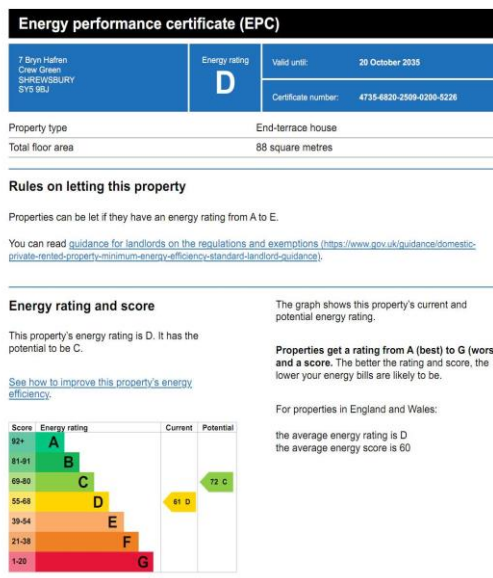 Energy performance certificate (EPC)
7 Bryn Hafren
Crew Green
SHREWSBURY
SY5 9BJ
Energy rating
D
Valid until: 20 October 2035
Certificate number: 4735-6820-2509-0200-5226
Property type End-terrace house
Total floor area 88 square metres
Rules on letting this property
Properties can be let if they have an energy rating from A to E.
You can read guidance for landlords on the regulations and exemptions (https://www.gov.uk/guidance/domestic-
private-rented-property-minimum-energy-efficiency-standard-landlord-guidance).
Energy rating and score
This property's energy rating is D. It has the
potential to be C.
See how to improve this property's energy
efficiency.
Score Energy rating Current Potential
92+ A
81-91 B
69-80 C 72 C
55-68 D 61 D
39-54 E
21-38 F
1-20 G
The graph shows this property's current and
potential energy rating.
Properties get a rating from A (best) to G (wors
and a score. The better the rating and score, the
lower your energy bills are likely to be.
For properties in England and Wales:
the average energy rating is D
the average energy score is 60